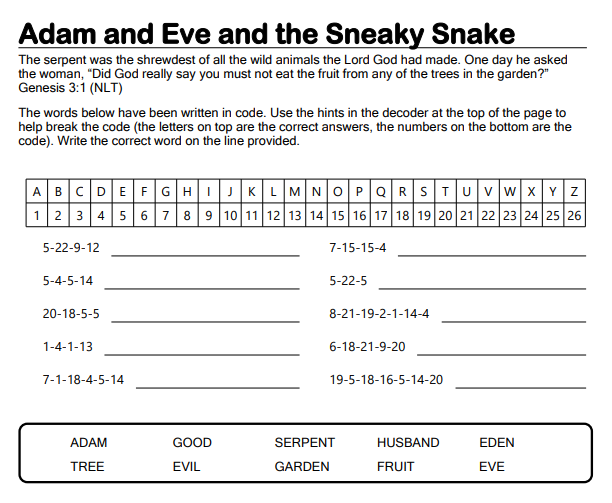 Adam and Eve and the Sneaky Snake
The serpent was the shrewdest of all the wild animals the Lord God had made. One day he asked
the woman, “Did God really say you must not eat the fruit from any of the trees in the garden?”
Genesis 3:1 (NLT)
The words below have been written in code. Use the hints in the decoder at the top of the page to
help break the code (the letters on top are the correct answers, the numbers on the bottom are the
code). Write the correct word on the line provided.
A B C D E F G H I J K L M N O P Q R S T U V W X Y Z
1 2 3 4 5 6 7 8 9 10 11 12 13 14 15 16 17 18 19 20 21 22 23 24 25 26
5-22-9-12 7-15-15-4
5-4-5-14 5-22-5
20-18-5-5 8-21-19-2-1-14-4
1-4-1-13 6-18-21-9-20
7-1-18-4-5-14 19-5-18-16-5-14-20
ADAM GOOD SERPENT HUSBAND EDEN
TREE EVIL GARDEN FRUIT EVE